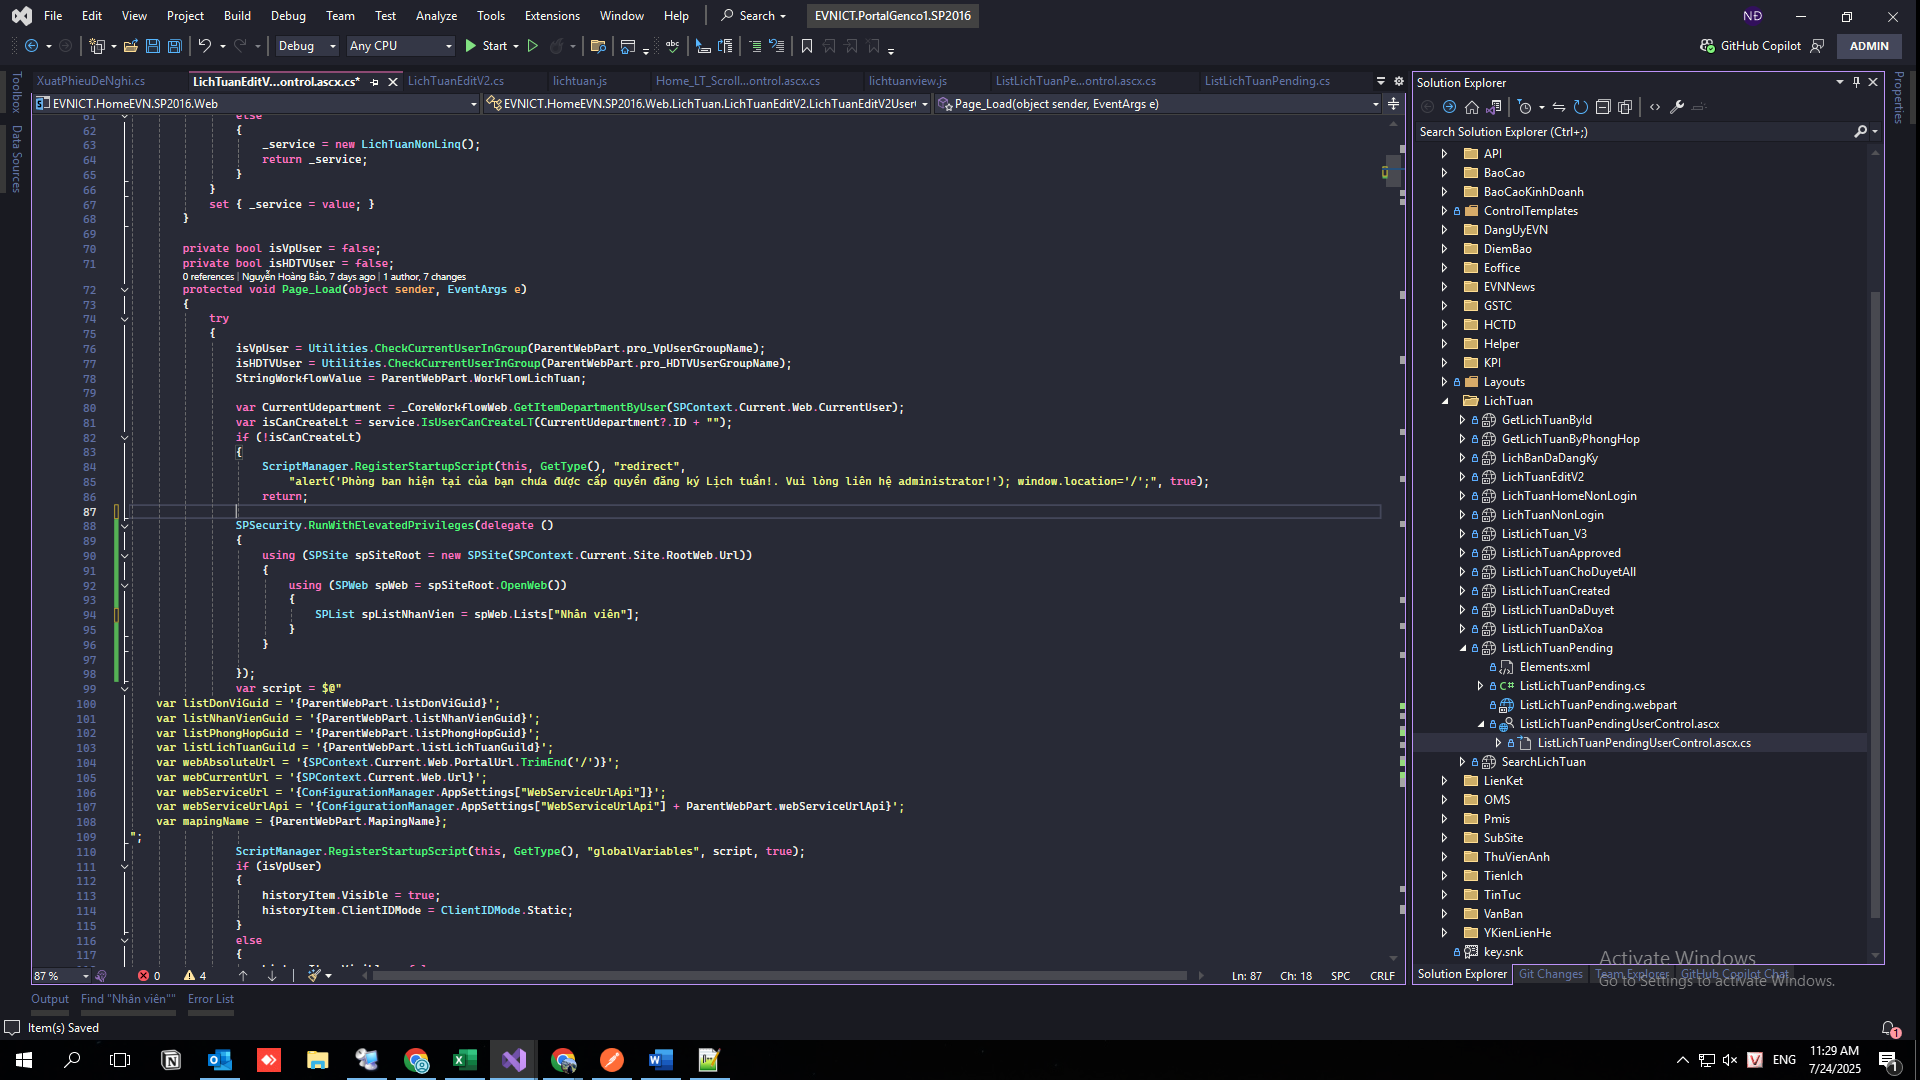 File Edit View Project Build Debug Team Test Analyze Tools Extensions Window Help Search EVNICT.PortalGenco1.SP2016 NĐ
Debug Any CPU Start GitHub Copilot ADMIN
Toolbox
Data Sources
XuatPhieuDeNghi.cs LichTuanEditV...ontrol.ascx.cs* LichTuanEditV2.cs lichtuan.js Home_LT_Scroll...ontrol.ascx.cs lichtuanview.js ListLichTuanPe...ontrol.ascx.cs ListLichTuanPending.cs
EVNICT.HomeEVN.SP2016.Web EVNICT.HomeEVN.SP2016.Web.LichTuan.LichTuanEditV2.LichTuanEditV2User Page_Load(object sender, EventArgs e)
61 else
62 {
63 _service = new LichTuanNonLinq();
64 return _service;
65 }
66 }
67 set { _service = value; }
68 }
69
70 private bool isVpUser = false;
71 private bool isHDTVUser = false;
0 references | Nguyễn Hoàng Bảo, 7 days ago | 1 author, 7 changes
72 protected void Page_Load(object sender, EventArgs e)
73 {
74 try
75 {
76 isVpUser = Utilities.CheckCurrentUserInGroup(ParentWebPart.pro_VpUserGroupName);
77 isHDTVUser = Utilities.CheckCurrentUserInGroup(ParentWebPart.pro_HDTVUserGroupName);
78 StringWorkflowValue = ParentWebPart.WorkFlowLichTuan;
79
80 var CurrentUdepartment = _CoreWorkflowWeb.GetItemDepartmentByUser(SPContext.Current.Web.CurrentUser);
81 var isCanCreateLt = service.IsUserCanCreateLT(CurrentUdepartment?.ID + "");
82 if (!isCanCreateLt)
83 {
84 ScriptManager.RegisterStartupScript(this, GetType(), "redirect",
85 "alert('Phòng ban hiện tại của bạn chưa được cấp quyền đăng ký Lịch tuần!. Vui lòng liên hệ administrator!'); window.location='/';", true);
86 return;
87
88 SPSecurity.RunWithElevatedPrivileges(delegate ()
89 {
90 using (SPSite spSiteRoot = new SPSite(SPContext.Current.Site.RootWeb.Url))
91 {
92 using (SPWeb spWeb = spSiteRoot.OpenWeb())
93 {
94 SPList spListNhanVien = spWeb.Lists["Nhân viên"];
95 }
96 }
97
98 });
99 var script = $@"
100 var listDonViGuid = '{ParentWebPart.listDonViGuid}';
101 var listNhanVienGuid = '{ParentWebPart.listNhanVienGuid}';
102 var listPhongHopGuid = '{ParentWebPart.listPhongHopGuid}';
103 var listLichTuanGuild = '{ParentWebPart.listLichTuanGuild}';
104 var webAbsoluteUrl = '{SPContext.Current.Web.PortalUrl.TrimEnd('/')}';
105 var webCurrentUrl = '{SPContext.Current.Web.Url}';
106 var webServiceUrl = '{ConfigurationManager.AppSettings["WebServiceUrlApi"]}';
107 var webServiceUrlApi = '{ConfigurationManager.AppSettings["WebServiceUrlApi"] + ParentWebPart.webServiceUrlApi}';
108 var mapingName = {ParentWebPart.MapingName};
109 ";
110 ScriptManager.RegisterStartupScript(this, GetType(), "globalVariables", script, true);
111 if (isVpUser)
112 {
113 historyItem.Visible = true;
114 historyItem.ClientIDMode = ClientIDMode.Static;
115 }
116 else
117 {
87 % 0 4 Ln: 87 Ch: 18 SPC CRLF
Output Find "Nhân viên"" Error List
Item(s) Saved
Solution Explorer
Search Solution Explorer (Ctrl+;)
API
BaoCao
BaoCaoKinhDoanh
ControlTemplates
DangUyEVN
DiemBao
Eoffice
EVNNews
GSTC
HCTD
Helper
KPI
Layouts
LichTuan
GetLichTuanById
GetLichTuanByPhongHop
LichBanDaDangKy
LichTuanEditV2
LichTuanHomeNonLogin
LichTuanNonLogin
ListLichTuan_V3
ListLichTuanApproved
ListLichTuanChoDuyetAll
ListLichTuanCreated
ListLichTuanDaDuyet
ListLichTuanDaXoa
ListLichTuanPending
Elements.xml
C# ListLichTuanPending.cs
ListLichTuanPending.webpart
ListLichTuanPendingUserControl.ascx
ListLichTuanPendingUserControl.ascx.cs
SearchLichTuan
LienKet
OMS
Pmis
SubSite
ThuVienAnh
TienIch
TinTuc
VanBan
YKienLienHe
key.snk
Solution Explorer Git Changes Team Explorer GitHub Copilot Chat
Properties
Activate Windows
Go to Settings to activate Windows.
1
ENG
11:29 AM
7/24/2025
1